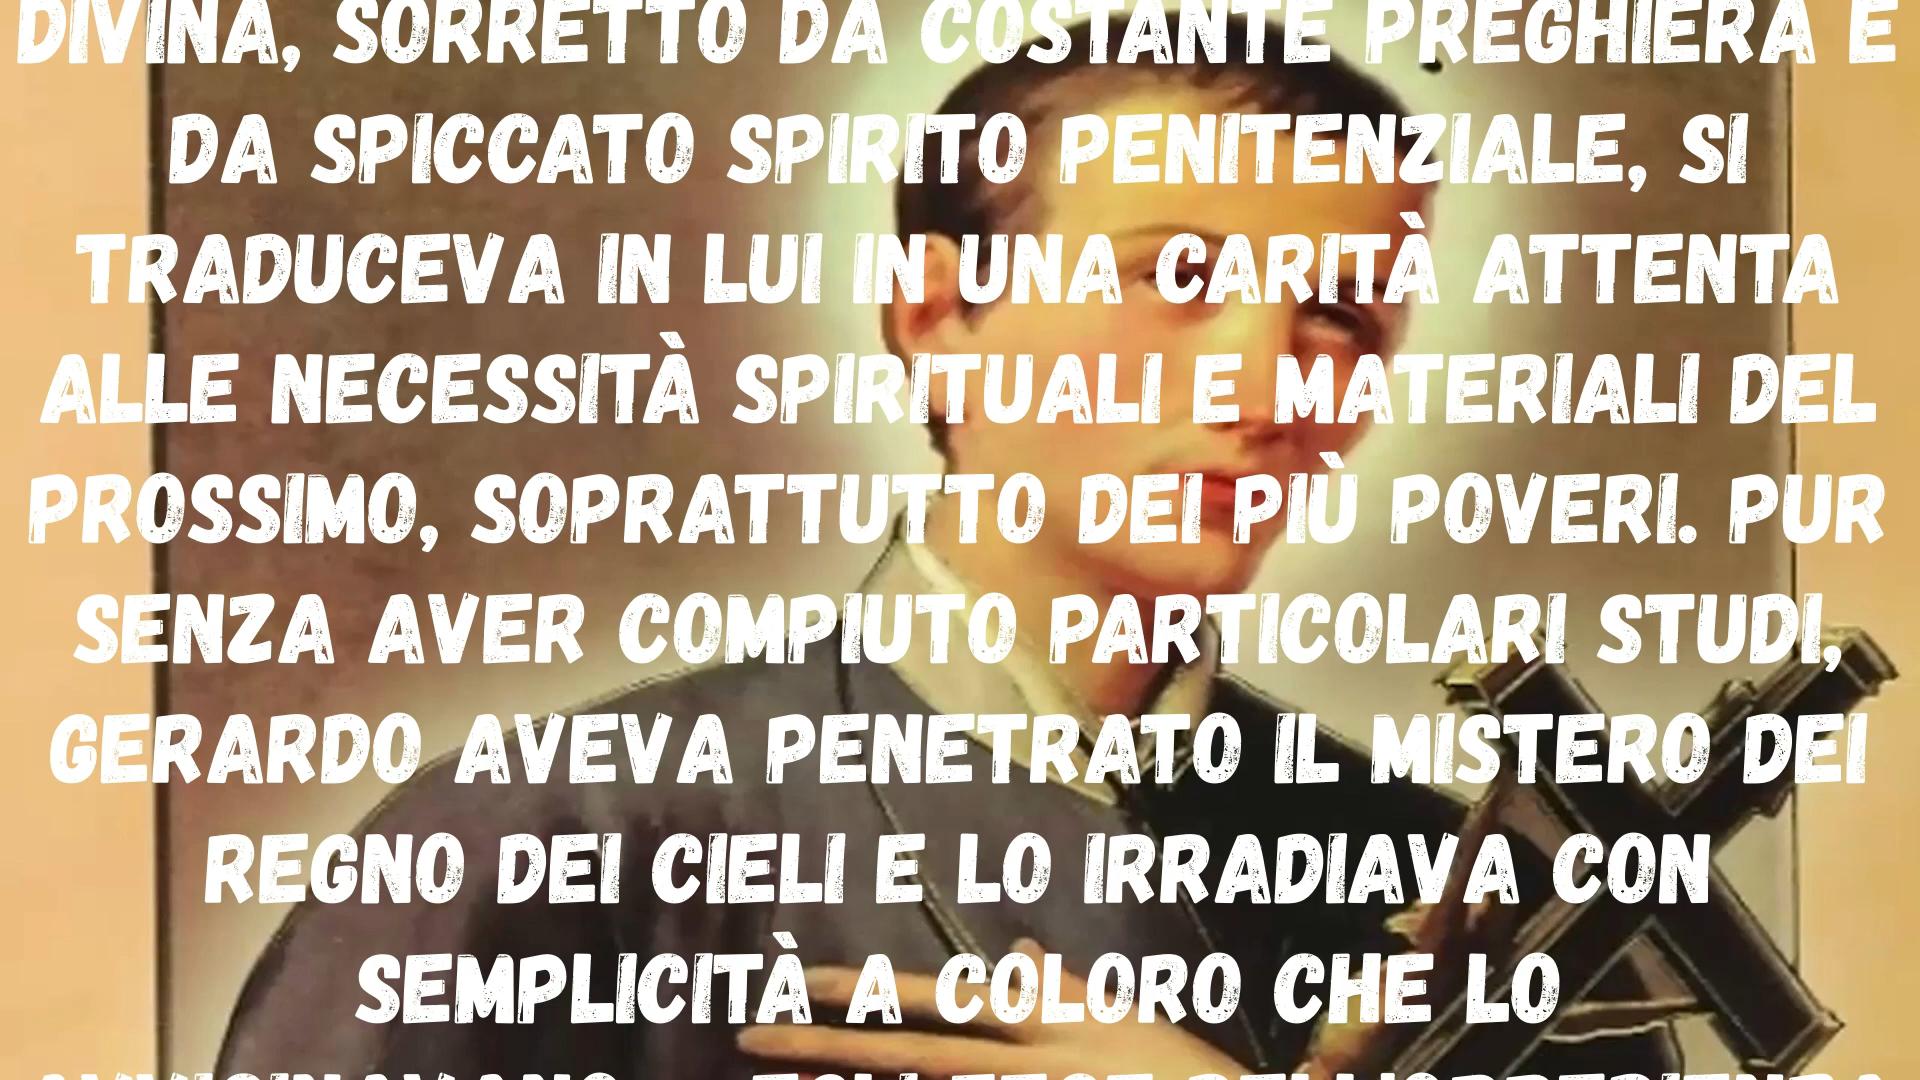 DIVINA, SORRETTO DA COSTANTE PREGHIERA E
DA SPICCATO SPIRITO PENITENZIALE, SI
TRADUCEVA IN LUI IN UNA CARITÀ ATTENTA
ALLE NECESSITÀ SPIRITUALI E MATERIALI DEL
PROSSIMO, SOPRATTUTTO DEI PIÙ POVERI. PUR
SENZA AVER COMPIUTO PARTICOLARI STUDI,
GERARDO AVEVA PENETRATO IL MISTERO DEI
REGNO DEI CIELI E LO IRRADIAVA CON
SEMPLICITÀ A COLORO CHE LO